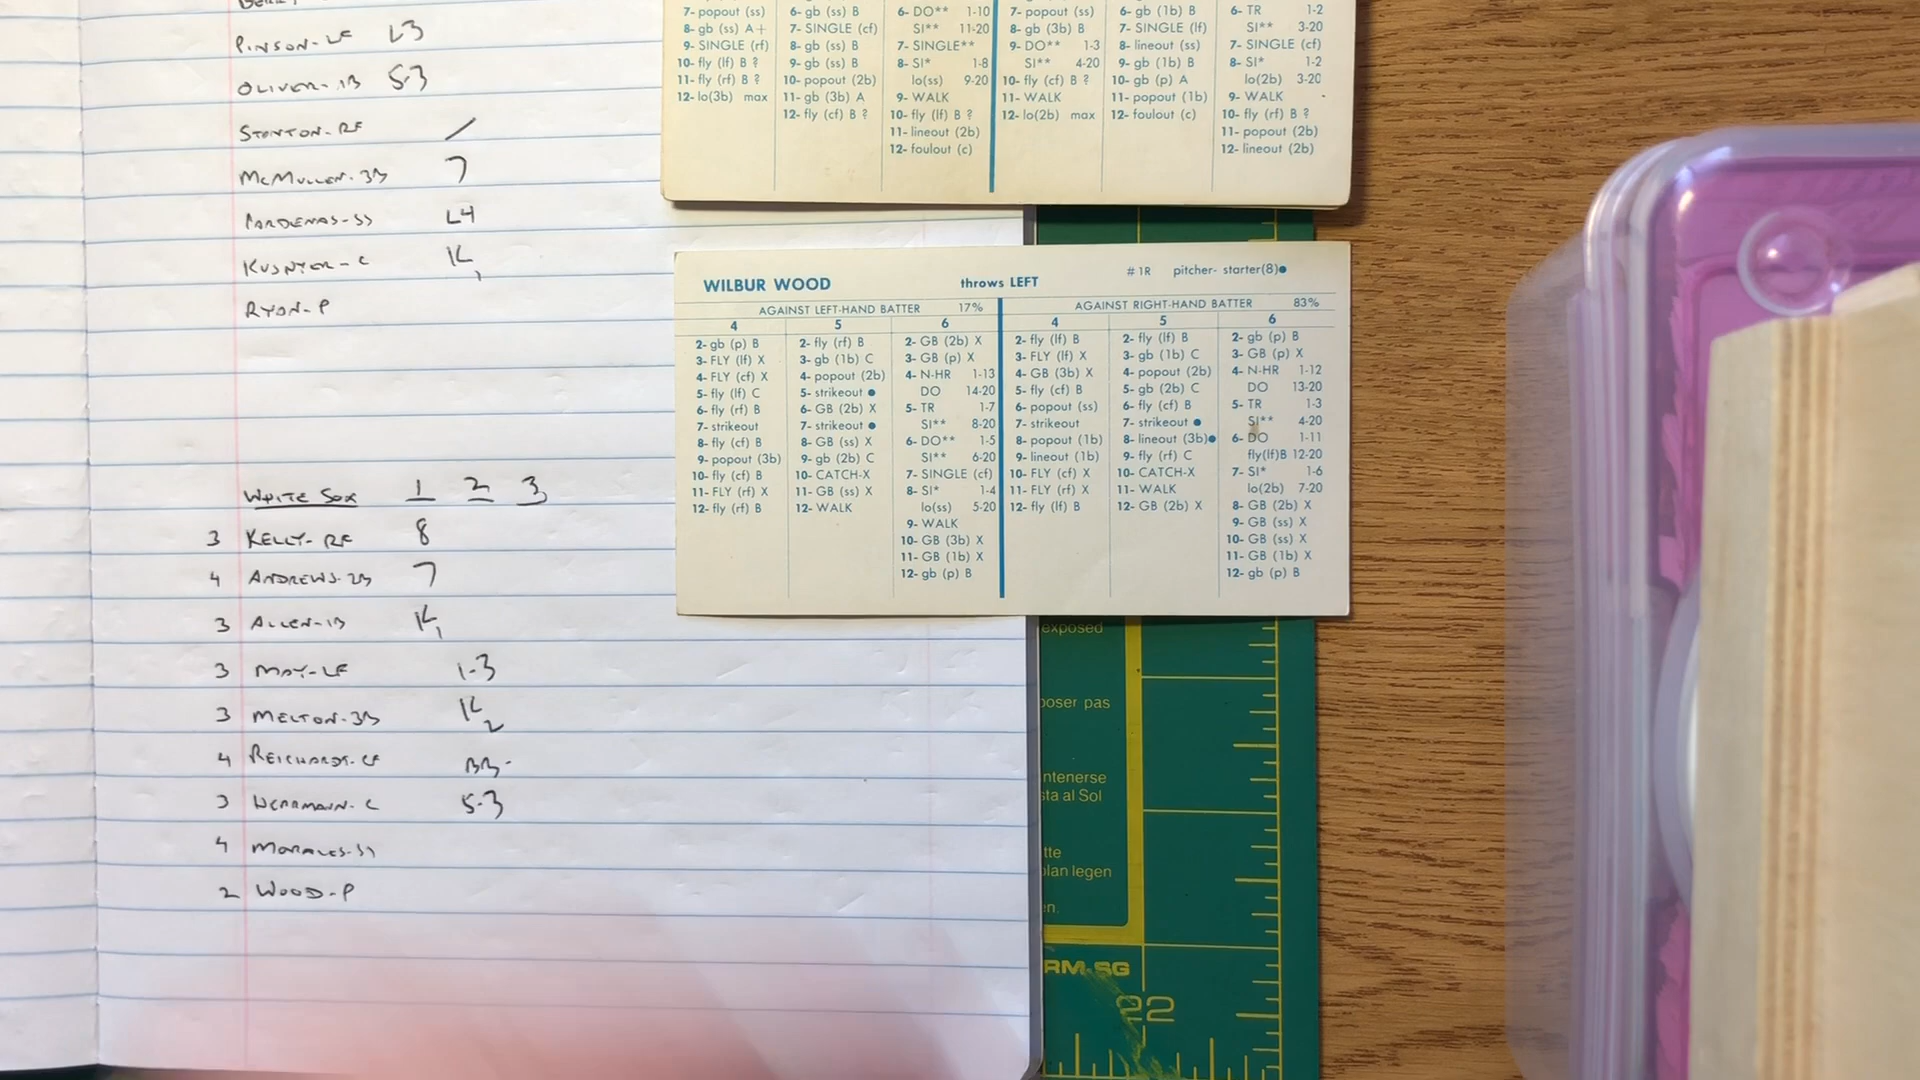 PINSON-LF L3
OLIVER-1B 5-3
STANTON-RF /
McMULLEN-3B 7
CARDENAS-SS L4
KUSNYER-C K1
RYAN-P
WHITE SOX 1 2 3
3 KELLY-RF 8
4 ANDREWS-2B 7
3 ALLEN-1B K1
3 MAY-LF 1-3
3 MELTON-3B K2
4 REICHARDT-CF BB-
3 HERRMANN-C 5-3
4 MORALES-SS
2 WOOD-P
7- popout (ss)
8- gb (ss) A+
9- SINGLE (rf)
10- fly (lf) B ?
11- fly (rf) B ?
12- lo(3b) max
6- gb (ss) B
7- SINGLE (cf)
8- gb (ss) B
9- gb (ss) B
10- popout (2b)
11- gb (3b) A
12- fly (cf) B ?
6- DO** 1-10
SI** 11-20
7- SINGLE**
8- SI* 1-8
lo(ss) 9-20
9- WALK
10- fly (lf) B ?
11- lineout (2b)
12- foulout (c)
7- popout (ss)
8- gb (3b) B
9- DO** 1-3
SI** 4-20
10- fly (cf) B ?
11- WALK
12- lo(2b) max
6- gb (1b) B
7- SINGLE (lf)
8- lineout (ss)
9- gb (1b) B
10- gb (p) A
11- popout (1b)
12- foulout (c)
6- TR 1-2
SI** 3-20
7- SINGLE (cf)
8- SI* 1-2
lo(2b) 3-20
9- WALK
10- fly (rf) B ?
11- popout (2b)
12- lineout (2b)
WILBUR WOOD throws LEFT #1R pitcher- starter(8)●
AGAINST LEFT-HAND BATTER 17%
4 5 6
2- gb (p) B
3- FLY (lf) X
4- FLY (cf) X
5- fly (lf) C
6- fly (rf) B
7- strikeout
8- fly (cf) B
9- popout (3b)
10- fly (cf) B
11- FLY (rf) X
12- fly (rf) B
2- fly (rf) B
3- gb (1b) C
4- popout (2b)
5- strikeout ●
6- GB (2b) X
7- strikeout ●
8- GB (ss) X
9- gb (2b) C
10- CATCH-X
11- GB (ss) X
12- WALK
2- GB (2b) X
3- GB (p) X
4- N-HR 1-13
DO 14-20
5- TR 1-7
SI** 8-20
6- DO** 1-5
SI** 6-20
7- SINGLE (cf)
8- SI* 1-4
lo(ss) 5-20
9- WALK
10- GB (3b) X
11- GB (1b) X
12- gb (p) B
AGAINST RIGHT-HAND BATTER 83%
4 5 6
2- fly (lf) B
3- FLY (lf) X
4- GB (3b) X
5- fly (cf) B
6- popout (ss)
7- strikeout
8- popout (1b)
9- lineout (1b)
10- FLY (cf) X
11- FLY (rf) X
12- fly (lf) B
2- fly (lf) B
3- gb (1b) C
4- popout (2b)
5- gb (2b) C
6- fly (cf) B
7- strikeout ●
8- lineout (3b)●
9- fly (rf) C
10- CATCH-X
11- WALK
12- GB (2b) X
2- gb (p) B
3- GB (p) X
4- N-HR 1-12
DO 13-20
5- TR 1-3
SI** 4-20
6- DO 1-11
fly(lf)B 12-20
7- SI* 1-6
lo(2b) 7-20
8- GB (2b) X
9- GB (ss) X
10- GB (ss) X
11- GB (1b) X
12- gb (p) B
exposed
poser pas
ntenerse
sta al Sol
tte
plan legen
en.
RM-SG
22